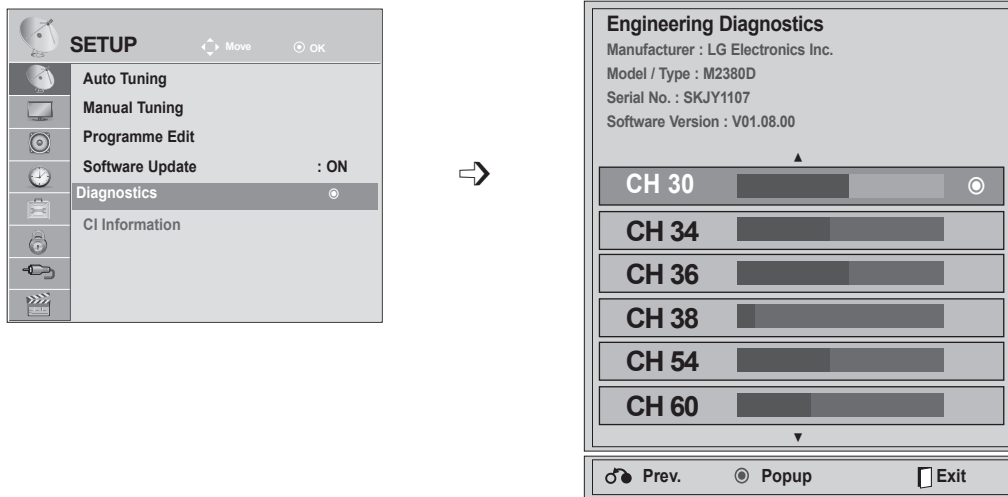 SETUP Move OK
Auto Tuning
Manual Tuning
Programme Edit
Software Update : ON
Diagnostics
CI Information
Engineering Diagnostics
Manufacturer : LG Electronics Inc.
Model / Type : M2380D
Serial No. : SKJY1107
Software Version : V01.08.00
CH 30
CH 34
CH 36
CH 38
CH 54
CH 60
Prev. Popup Exit